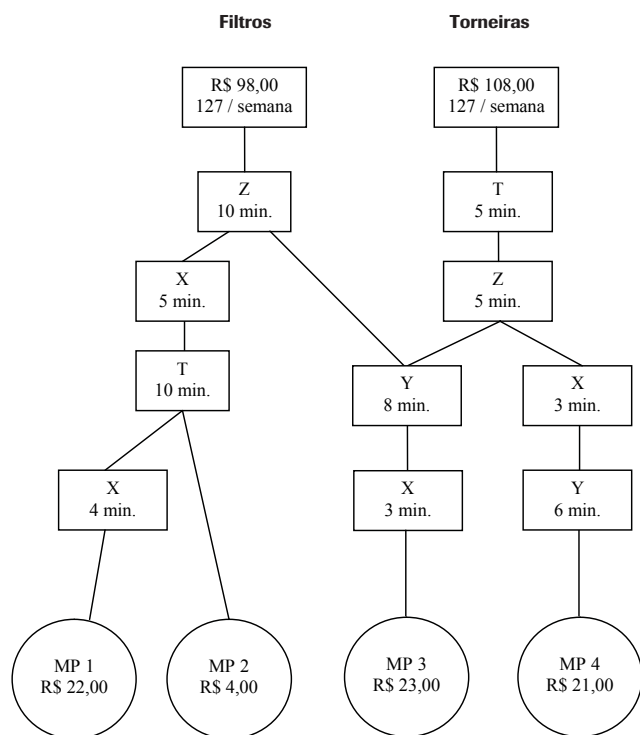 Filtros
Torneiras
R$ 98,00
127 / semana
R$ 108,00
127 / semana
Z
10 min.
T
5 min.
X
5 min.
Z
5 min.
T
10 min.
Y
8 min.
X
3 min.
X
4 min.
X
3 min.
Y
6 min.
MP 1
R$ 22,00
MP 2
R$ 4,00
MP 3
R$ 23,00
MP 4
R$ 21,00